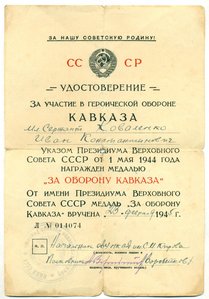 ЗА НАШУ СОВЕТСКУЮ РОДИНУ!
СС СР
УДОСТОВЕРЕНИЕ
ЗА УЧАСТИЕ В ГЕРОИЧЕСКОЙ ОБОРОНЕ
КАВКАЗА
Мл Сержант Коваленко
Иван Константинович
УКАЗОМ ПРЕЗИДИУМА ВЕРХОВНОГО
СОВЕТА СССР ОТ 1 МАЯ 1944 ГОДА
НАГРАЖДЕН МЕДАЛЬЮ
„ЗА ОБОРОНУ КАВКАЗА“
ОТ ИМЕНИ ПРЕЗИДИУМА ВЕРХОВНОГО
СОВЕТА СССР МЕДАЛЬ „ЗА ОБОРОНУ
КАВКАЗА“ ВРУЧЕНА 1945 г.
Л № 014074
М. П.